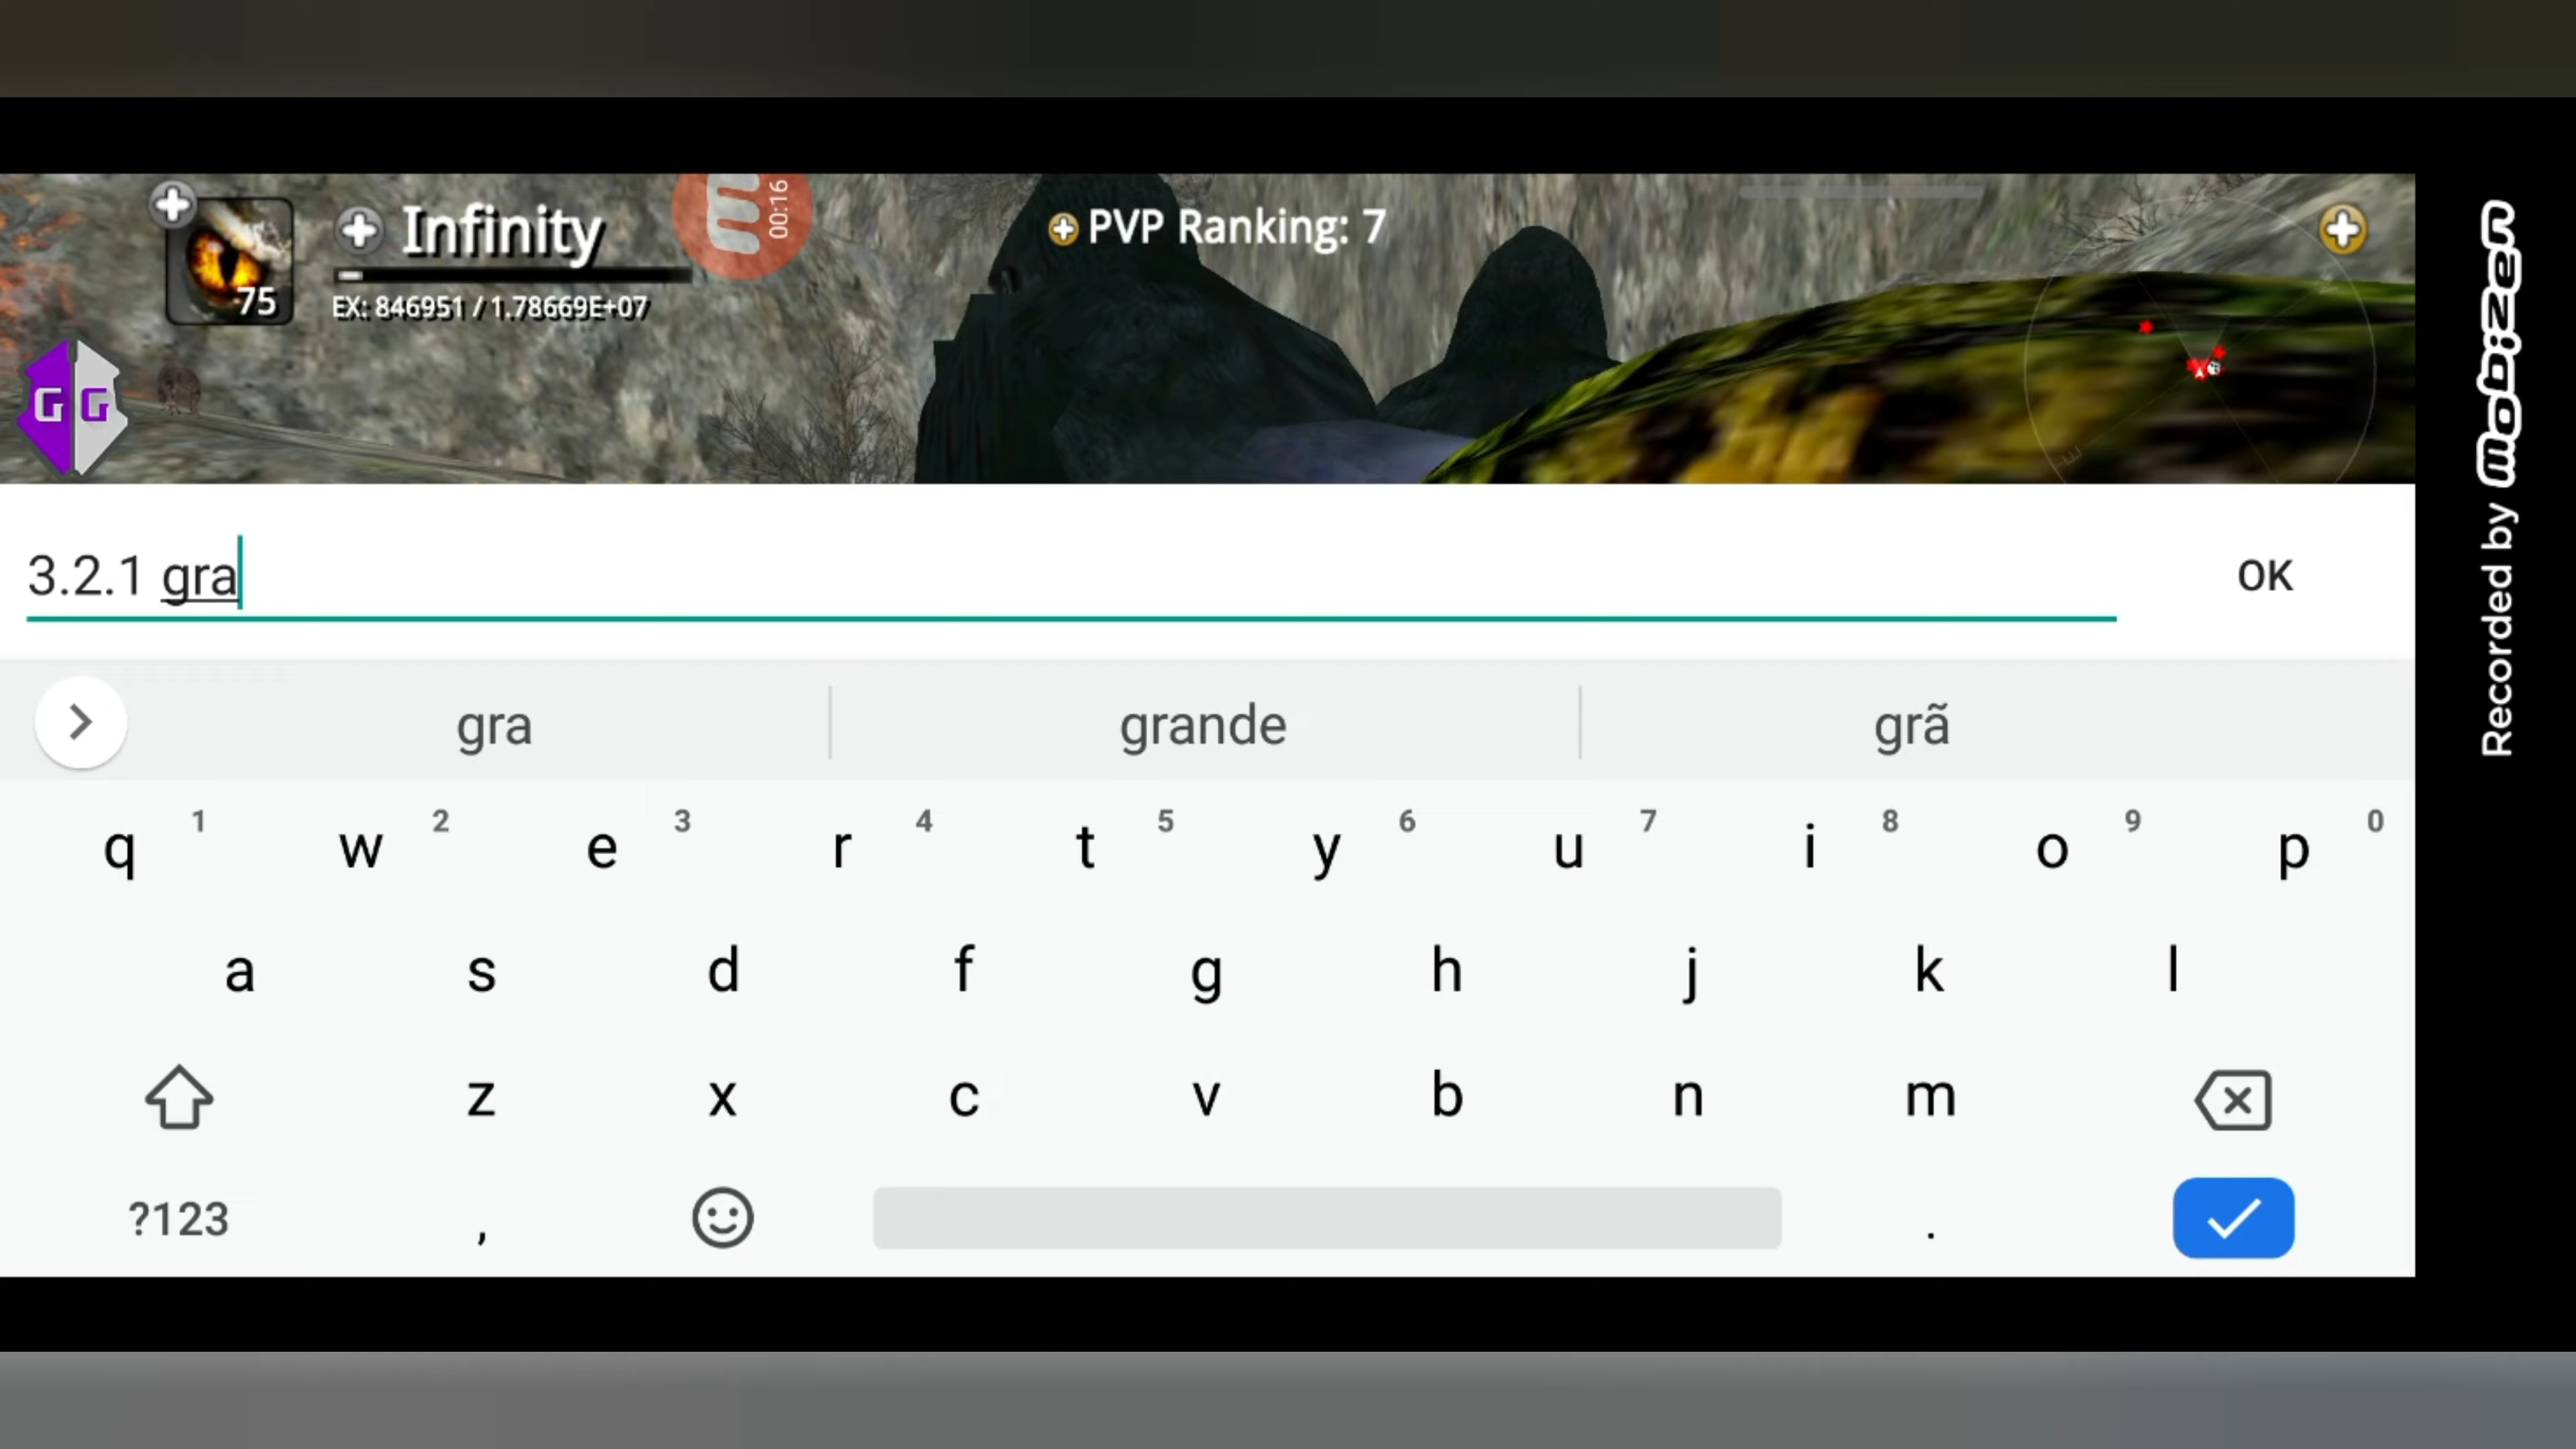 Infinity
00:16
PVP Ranking: 7
75
EX: 846951 / 1.78669E+07
G G
E
3.2.1 gra
OK
gra grande grã
q 1 w 2 e 3 r 4 t 5 y 6 u 7 i 8 o 9 p 0
a s d f g h j k l
z x c v b n m
?123 , .
Recorded by mobizen